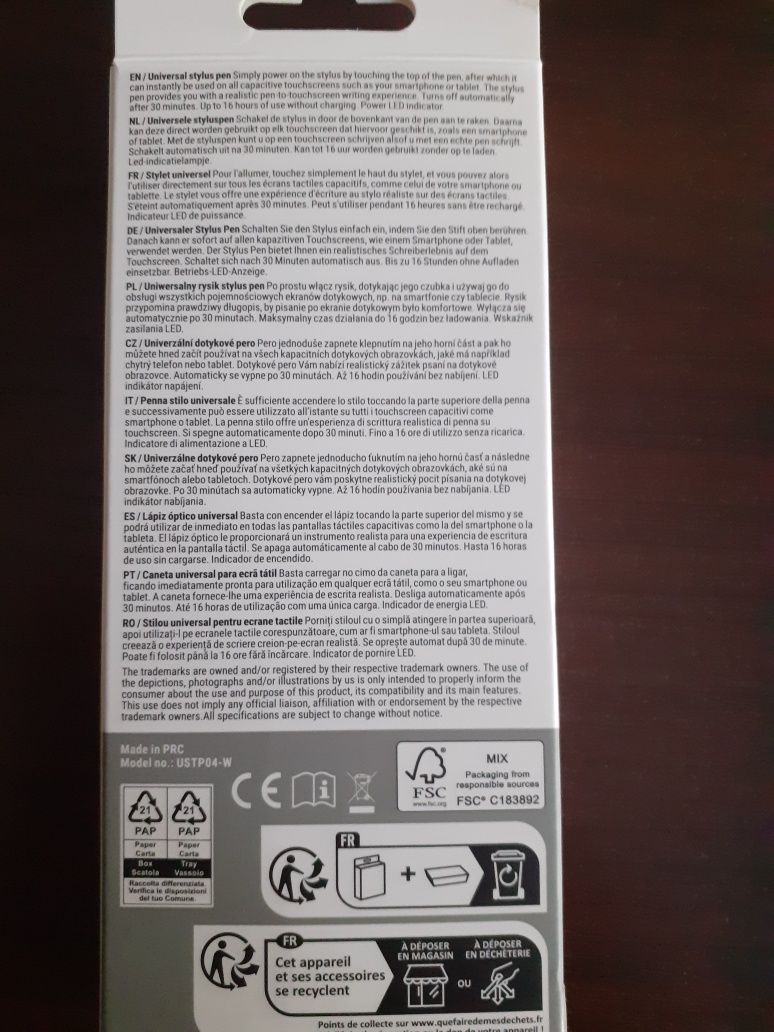 EN / Universal stylus pen Simply power on the stylus by touching the top of the pen, after which it
can instantly be used on all capacitive touchscreens such as your smartphone or tablet. The stylus
pen provides you with a realistic pen-to-touchscreen writing experience. Turns off automatically
after 30 minutes. Up to 16 hours of use without charging. Power LED indicator.
NL / Universele styluspen Schakel de stylus in door de bovenkant van de pen aan te raken. Daarna
kan deze direct worden gebruikt op elk touchscreen dat hiervoor geschikt is, zoals een smartphone
of tablet. Met de styluspen kunt u op een touchscreen schrijven alsof u met een echte pen schrijft.
Schakelt automatisch uit na 30 minuten. Kan tot 16 uur worden gebruikt zonder op te laden.
Led-indicatielampje.
FR / Stylet universel Pour l'allumer, touchez simplement le haut du stylet, et vous pouvez alors
l'utiliser directement sur tous les écrans tactiles capacitifs, comme celui de votre smartphone ou
tablette. Le stylet vous offre une expérience d'écriture au stylo réaliste sur des écrans tactiles.
S'éteint automatiquement après 30 minutes. Peut s'utiliser pendant 16 heures sans être rechargé.
Indicateur LED de puissance.
DE / Universaler Stylus Pen Schalten Sie den Stylus einfach ein, indem Sie den Stift oben berühren.
Danach kann er sofort auf allen kapazitiven Touchscreens, wie einem Smartphone oder Tablet,
verwendet werden. Der Stylus Pen bietet Ihnen ein realistisches Schreiberlebnis auf dem
Touchscreen. Schaltet sich nach 30 Minuten automatisch aus. Bis zu 16 Stunden ohne Aufladen
einsetzbar. Betriebs-LED-Anzeige.
PL / Uniwersalny rysik stylus pen Po prostu włącz rysik, dotykając jego czubka i używaj go do
obsługi wszystkich pojemnościowych ekranów dotykowych, np. na smartfonie czy tablecie. Rysik
przypomina prawdziwy długopis, by pisanie po ekranie dotykowym było komfortowe. Wyłącza się
automatycznie po 30 minutach. Maksymalny czas działania do 16 godzin bez ładowania. Wskaźnik
zasilania LED.
CZ / Univerzální dotykové pero Pero jednoduše zapnete klepnutím na jeho horní část a pak ho
můžete hned začít používat na všech kapacitních dotykových obrazovkách, jaké má například
chytrý telefon nebo tablet. Dotykové pero Vám nabízí realistický zážitek psaní na dotykové
obrazovce. Automaticky se vypne po 30 minutách. Až 16 hodin používání bez nabíjení. LED
indikátor napájení.
IT / Penna stilo universale È sufficiente accendere lo stilo toccando la parte superiore della penna
e successivamente può essere utilizzato all'istante su tutti i touchscreen capacitivi come
smartphone o tablet. La penna stilo offre un'esperienza di scrittura realistica di penna su
touchscreen. Si spegne automaticamente dopo 30 minuti. Fino a 16 ore di utilizzo senza ricarica.
Indicatore di alimentazione a LED.
SK / Univerzálne dotykové pero Pero zapnete jednoducho ťuknutím na jeho hornú časť a následne
ho môžete začať hneď používať na všetkých kapacitných dotykových obrazovkách, aké sú na
smartfónoch alebo tabletoch. Dotykové pero vám poskytne realistický pocit písania na dotykovej
obrazovke. Po 30 minútach sa automaticky vypne. Až 16 hodín používania bez nabíjania. LED
indikátor nabíjania.
ES / Lápiz óptico universal Basta con encender el lápiz tocando la parte superior del mismo y se
podrá utilizar de inmediato en todas las pantallas táctiles capacitivas como la del smartphone o la
tableta. El lápiz óptico le proporcionará un instrumento realista para una experiencia de escritura
auténtica en la pantalla táctil. Se apaga automáticamente al cabo de 30 minutos. Hasta 16 horas
de uso sin cargarse. Indicador de encendido.
PT / Caneta universal para ecrã tátil Basta carregar no cimo da caneta para a ligar,
ficando imediatamente pronta para utilização em qualquer ecrã tátil, como o seu smartphone ou
tablet. A caneta fornece-lhe uma experiência de escrita realista. Desliga automaticamente após
30 minutos. Até 16 horas de utilização com uma única carga. Indicador de energia LED.
RO / Stilou universal pentru ecrane tactile Porniți stiloul cu o simplă atingere în partea superioară,
apoi utilizați-l pe ecranele tactile corespunzătoare, cum ar fi smartphone-ul sau tableta. Stiloul
creează o experiență de scriere creion-pe-ecran realistă. Se oprește automat după 30 de minute.
Poate fi folosit până la 16 ore fără încărcare. Indicator de pornire LED.
The trademarks are owned and/or registered by their respective trademark owners. The use of
the depictions, photographs and/or illustrations by us is only intended to properly inform the
consumer about the use and purpose of this product, its compatibility and its main features.
This use does not imply any official liaison, affiliation with or endorsement by the respective
trademark owners.All specifications are subject to change without notice.
Made in PRC
Model no.: USTP04-W
CE
FSC
www.fsc.org
MIX
Packaging from
responsible sources
FSC® C183892
21 21
PAP PAP
Paper Paper
Carta Carta
Box Tray
Scatola Vassoio
Raccolta differenziata.
Verifica le disposizioni
del tuo Comune.
FR
+
FR
Cet appareil
et ses accessoires
se recyclent
À DÉPOSER
EN MAGASIN
OU
À DÉPOSER
EN DÉCHÈTERIE
Points de collecte sur www.quefairedemesdechets.fr